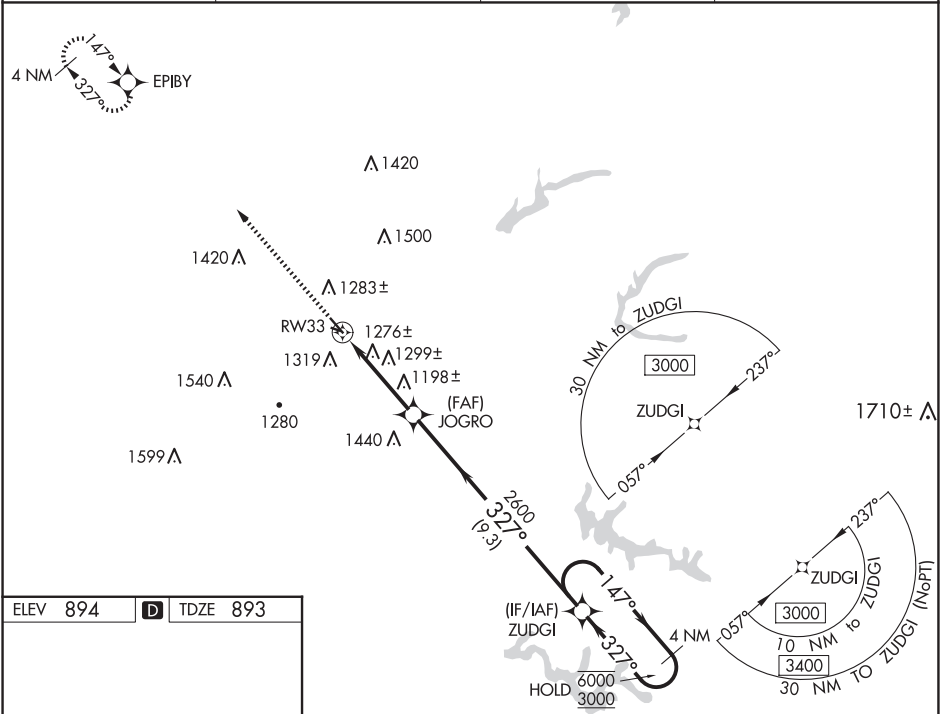 147°
4 NM
327°
EPIBY
1420
1500
1420
1283±
RW33
1276±
1319
1299±
1198±
1540
(FAF)
JOGRO
1280
1440
1599
30 NM to ZUDGI
3000
237°
ZUDGI
057°
1710±
2600
327°
(9.3)
237°
ZUDGI
057°
3000
10 NM to ZUDGI
3400
30 NM TO ZUDGI (NoPT)
147°
(IF/IAF)
ZUDGI
4 NM
327°
HOLD
6000
3000
ELEV 894 D TDZE 893